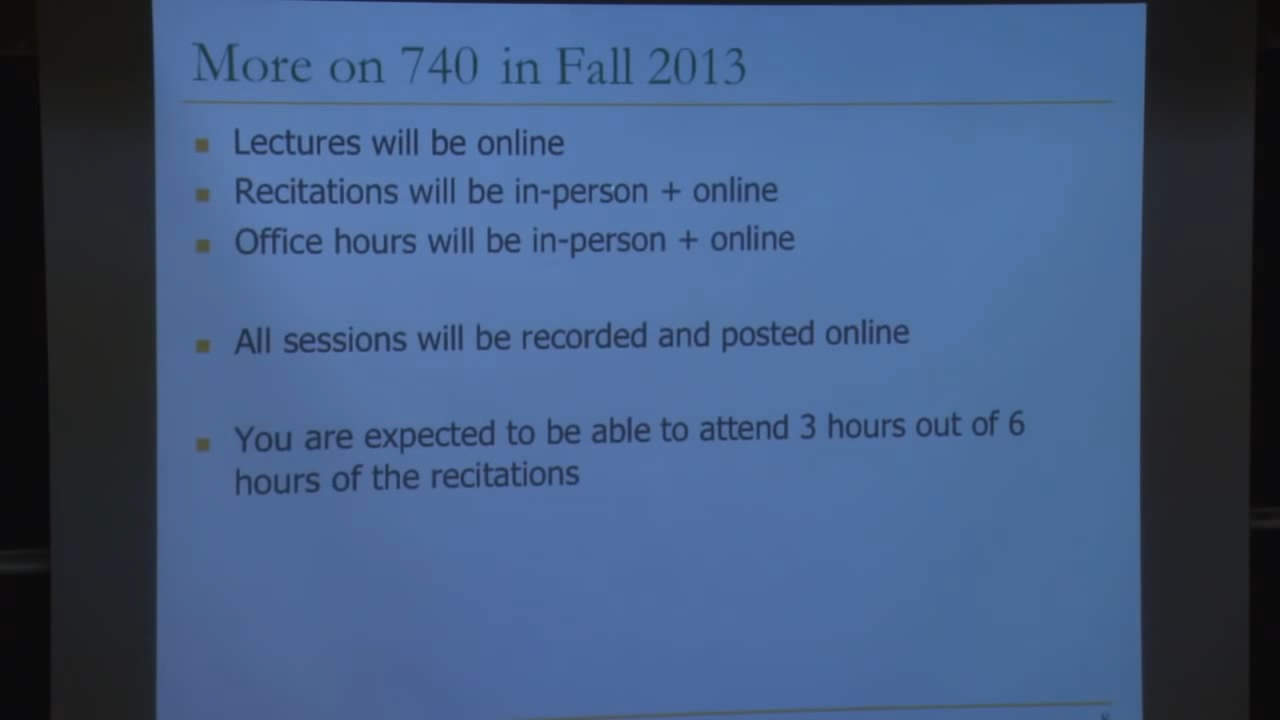 More on 740 in Fall 2013
Lectures will be online
Recitations will be in-person + online
Office hours will be in-person + online
All sessions will be recorded and posted online
You are expected to be able to attend 3 hours out of 6
hours of the recitations